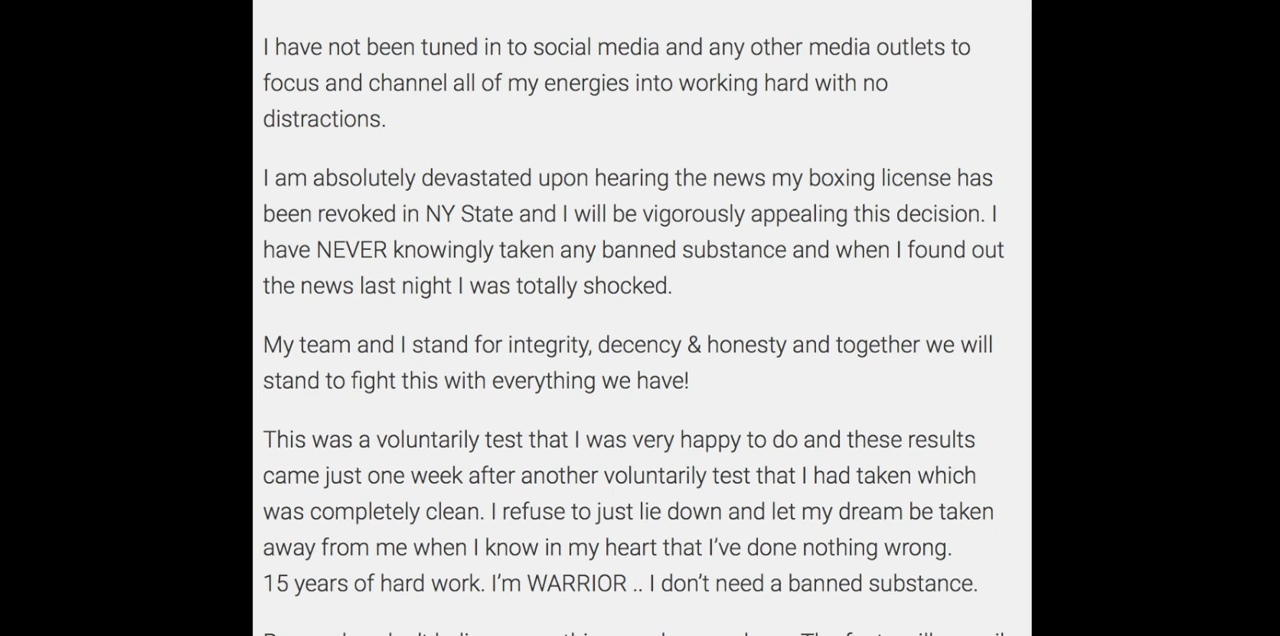 I have not been tuned in to social media and any other media outlets to
focus and channel all of my energies into working hard with no
distractions.
I am absolutely devastated upon hearing the news my boxing license has
been revoked in NY State and I will be vigorously appealing this decision. I
have NEVER knowingly taken any banned substance and when I found out
the news last night I was totally shocked.
My team and I stand for integrity, decency & honesty and together we will
stand to fight this with everything we have!
This was a voluntarily test that I was very happy to do and these results
came just one week after another voluntarily test that I had taken which
was completely clean. I refuse to just lie down and let my dream be taken
away from me when I know in my heart that I’ve done nothing wrong.
15 years of hard work. I’m WARRIOR .. I don’t need a banned substance.